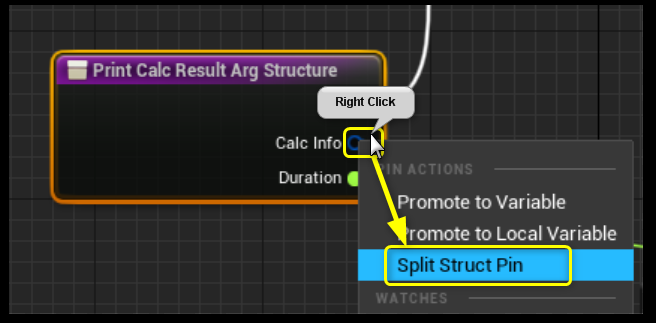 Print Calc Result Arg Structure
Right Click
Calc Info
Duration
PIN ACTIONS
Promote to Variable
Promote to Local Variable
Split Struct Pin
WATCHES